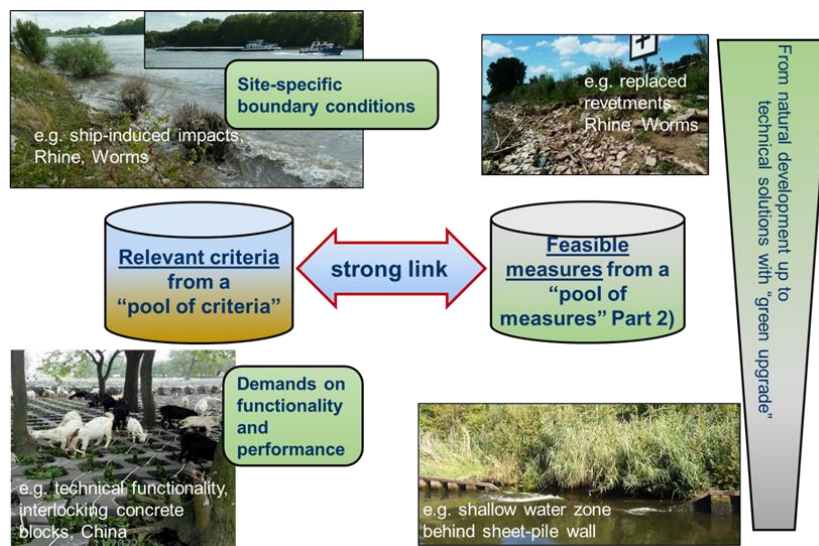 Site-specific
boundary conditions
e.g. ship-induced impacts,
Rhine, Worms
e.g. replaced
revetments,
Rhine, Worms
From natural development up to
technical solutions with “green upgrade”
Relevant criteria
from a
“pool of criteria”
strong link
Feasible
measures from a
“pool of
measures” Part 2)
Demands on
functionality
and
performance
e.g. technical functionality,
interlocking concrete
blocks, China
e.g. shallow water zone
behind sheet-pile wall